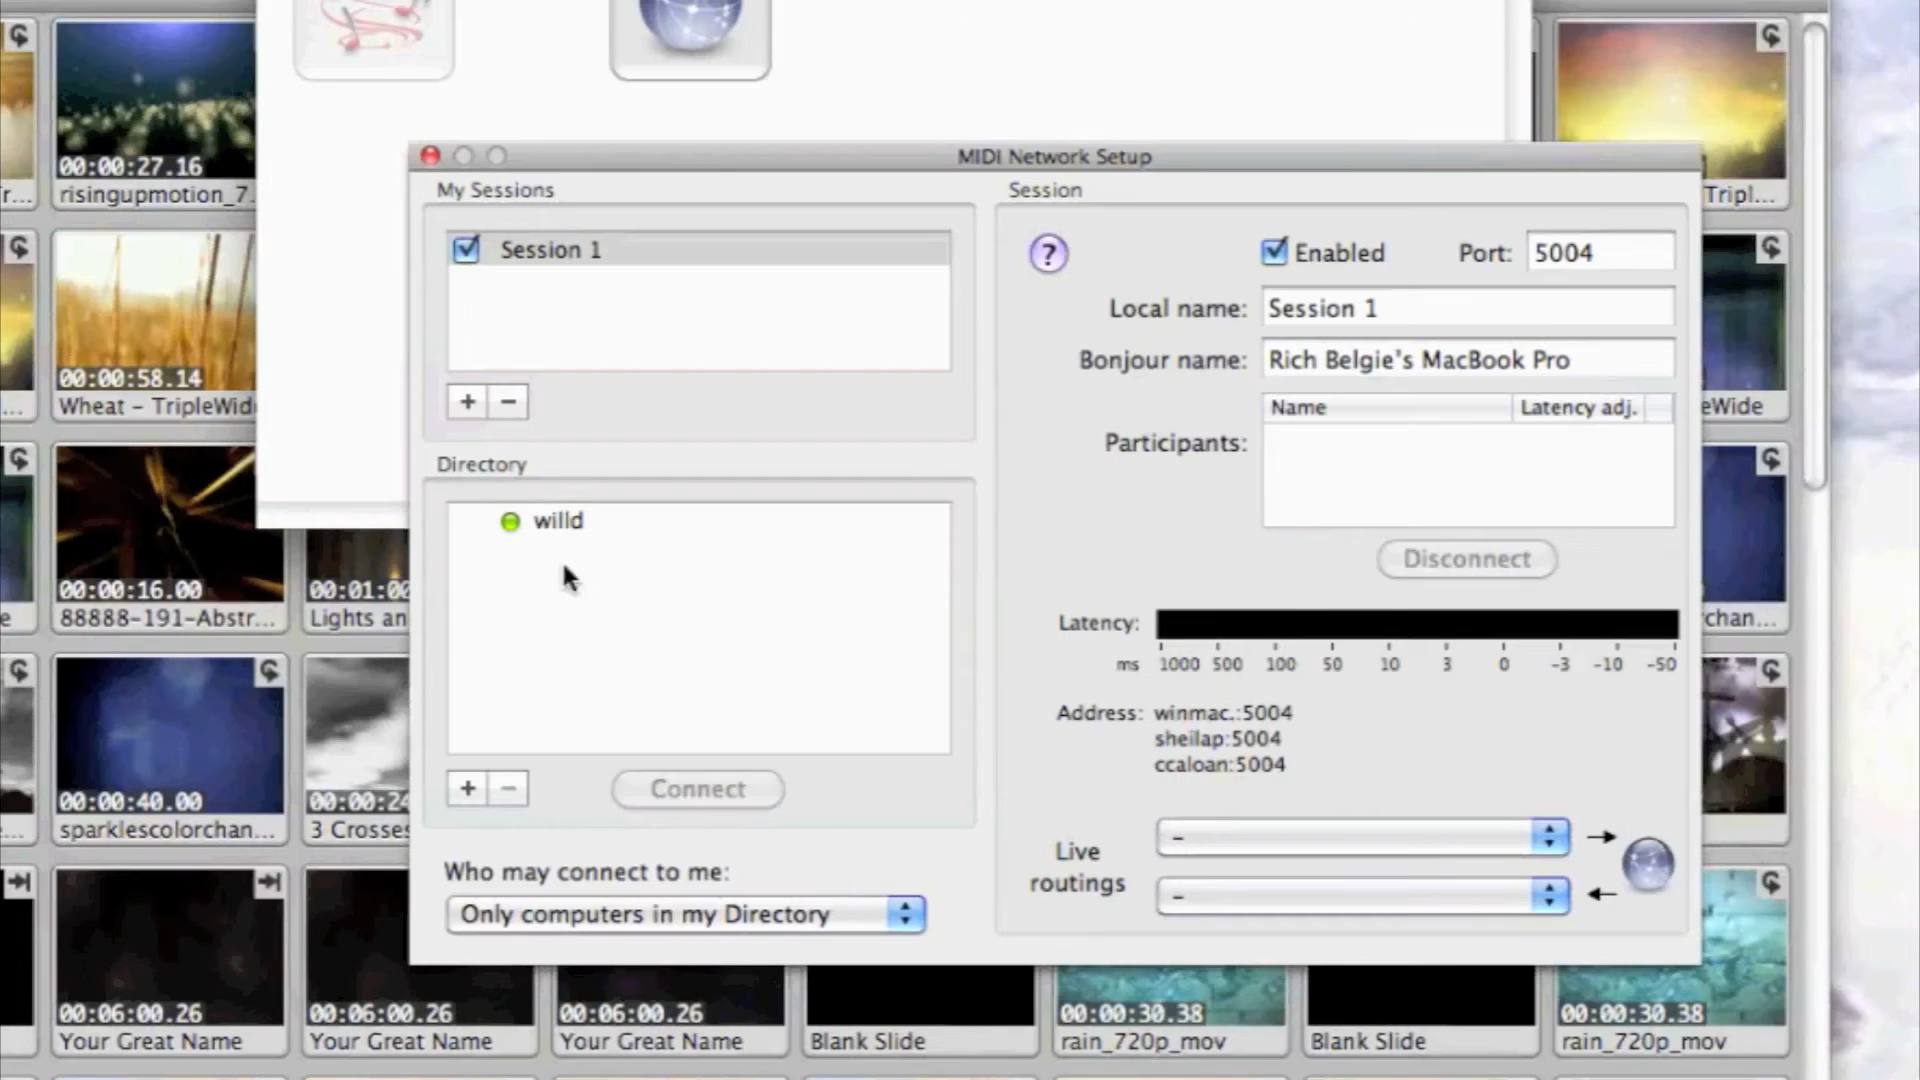 00:00:27.16
risingupmotion_7.
r...
Tripl...
MIDI Network Setup
My Sessions
Session 1
+ −
Directory
willd
+ −
Connect
Who may connect to me:
Only computers in my Directory
Session
?
Enabled
Port: 5004
Local name: Session 1
Bonjour name: Rich Belgie's MacBook Pro
Name Latency adj.
Participants:
Disconnect
Latency:
ms 1000 500 100 50 10 3 0 -3 -10 -50
Address: winmac.:5004
sheilap:5004
ccaloan:5004
Live
routings
–
–
00:00:58.14
... Wheat - TripleWide
eWide
00:00:16.00 00:01:00
e 88888-191-Abstr... Lights an
rchan...
00:00:40.00 00:00:24
e... sparklescolorchan... 3 Crosses
00:06:00.26 00:06:00.26 00:06:00.26 00:00:30.38 00:00:30.38
Your Great Name Your Great Name Your Great Name Blank Slide rain_720p_mov Blank Slide rain_720p_mov